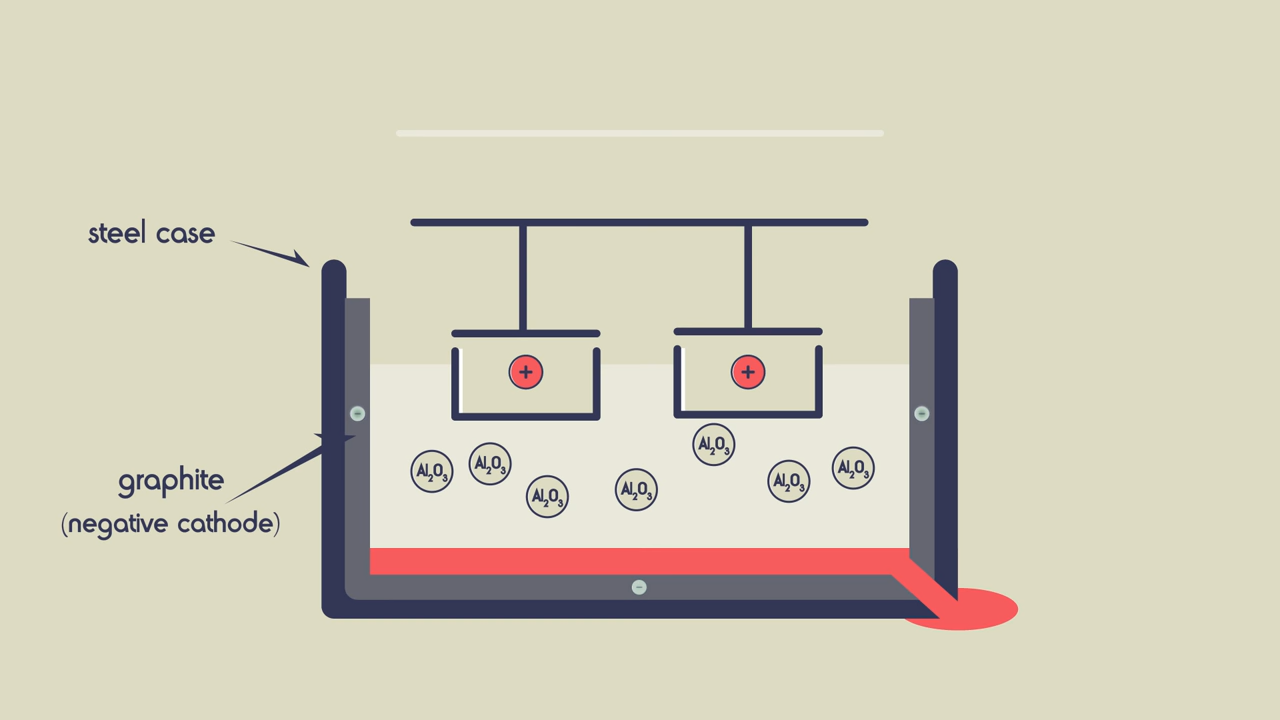 steel case
+
+
-
-
Al₂O₃
Al₂O₃
Al₂O₃
Al₂O₃
Al₂O₃
Al₂O₃
Al₂O₃
graphite
(negative cathode)
-